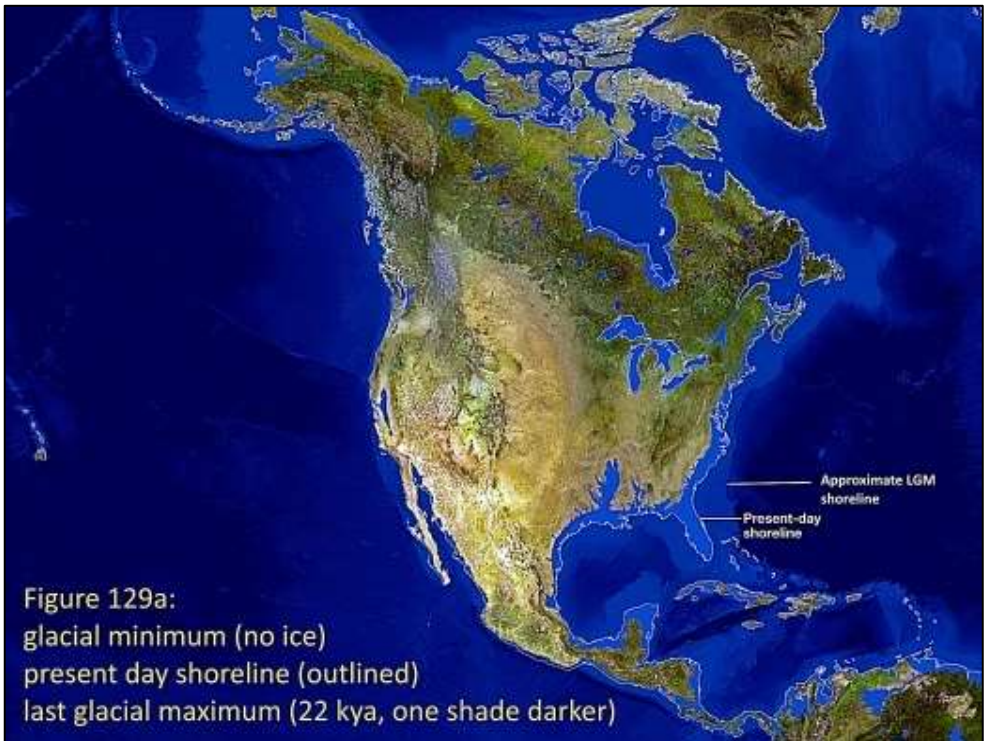 Approximate LGM
shoreline
Present-day
shoreline
Figure 129a:
glacial minimum (no ice)
present day shoreline (outlined)
last glacial maximum (22 kya, one shade darker)